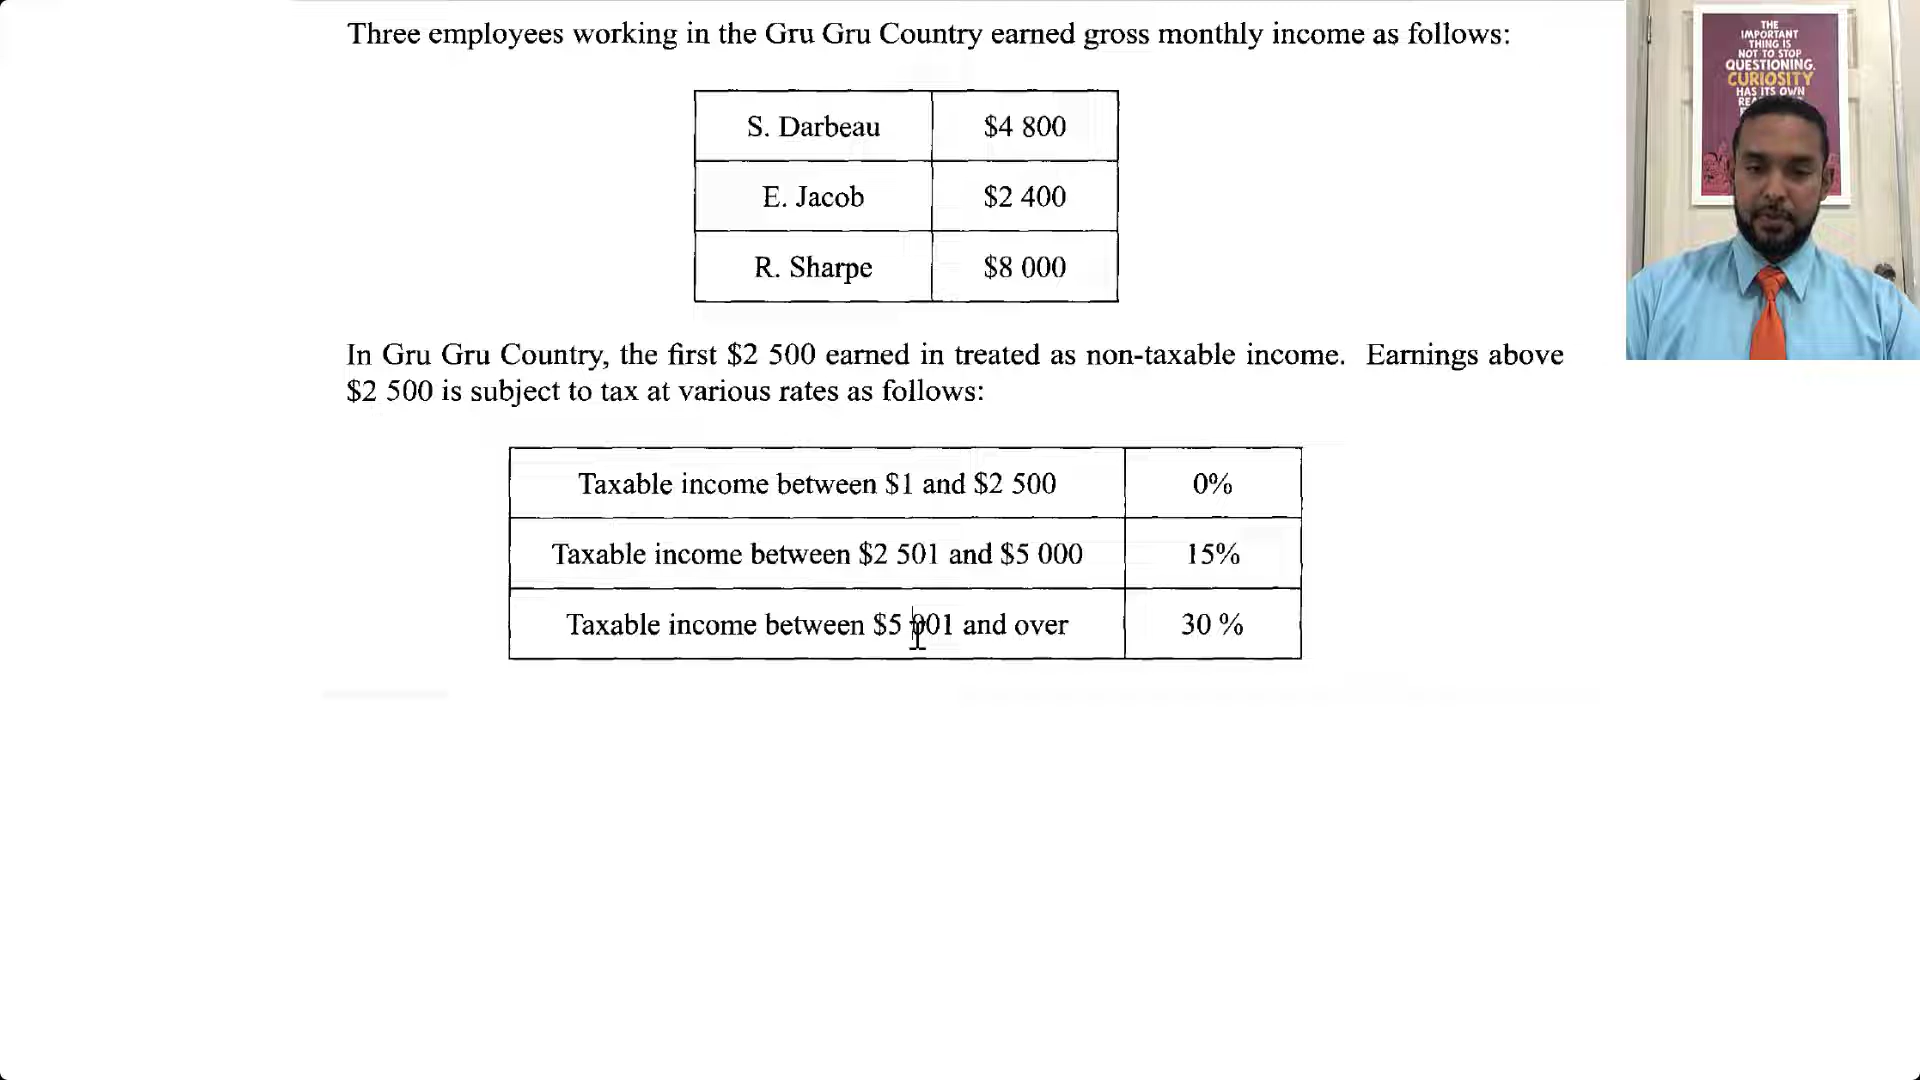 Three employees working in the Gru Gru Country earned gross monthly income as follows:
S. Darbeau $4 800
E. Jacob $2 400
R. Sharpe $8 000
In Gru Gru Country, the first $2 500 earned in treated as non-taxable income. Earnings above
$2 500 is subject to tax at various rates as follows:
Taxable income between $1 and $2 500 0%
Taxable income between $2 501 and $5 000 15%
Taxable income between $5 001 and over 30 %
THE
IMPORTANT
THING IS
NOT TO STOP
QUESTIONING.
CURIOSITY
HAS ITS OWN